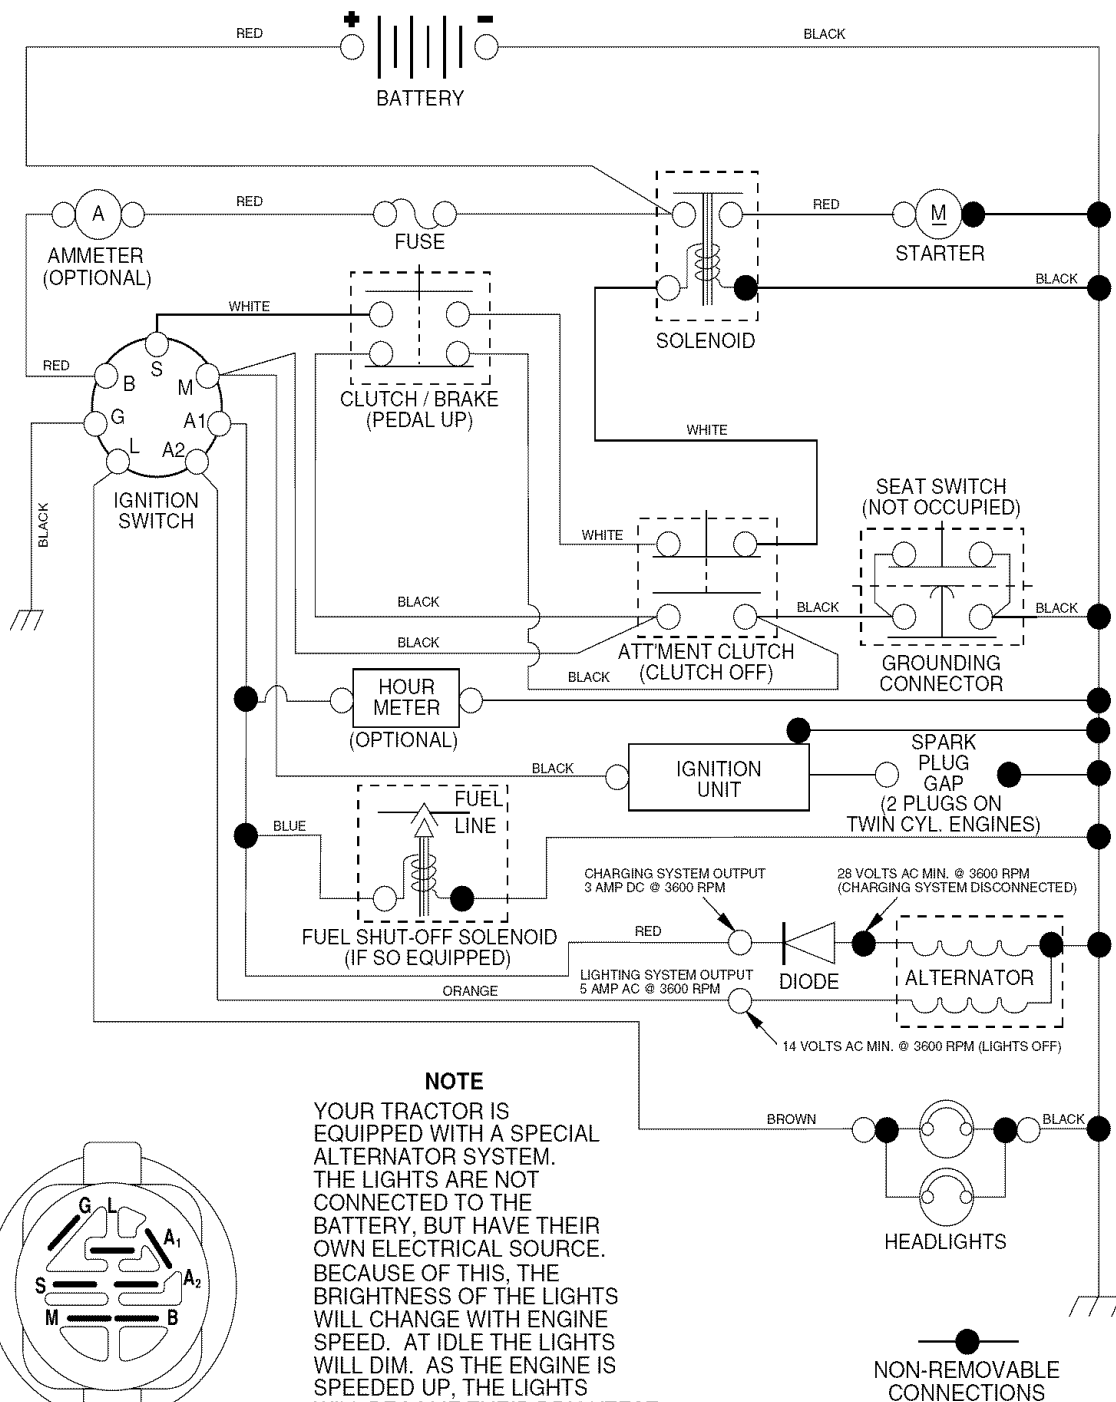 + -
RED
BLACK
BATTERY
RED
RED
A
M
AMMETER
(OPTIONAL)
FUSE
STARTER
BLACK
WHITE
SOLENOID
RED
S
B
M
G
A1
L
A2
CLUTCH / BRAKE
(PEDAL UP)
WHITE
IGNITION
SWITCH
BLACK
SEAT SWITCH
(NOT OCCUPIED)
WHITE
BLACK
BLACK
BLACK
BLACK
ATT'MENT CLUTCH
(CLUTCH OFF)
BLACK
GROUNDING
CONNECTOR
HOUR
METER
(OPTIONAL)
BLACK
IGNITION
UNIT
SPARK
PLUG
GAP
(2 PLUGS ON
TWIN CYL. ENGINES)
FUEL
LINE
BLUE
CHARGING SYSTEM OUTPUT
3 AMP DC @ 3600 RPM
28 VOLTS AC MIN. @ 3600 RPM
(CHARGING SYSTEM DISCONNECTED)
FUEL SHUT-OFF SOLENOID
(IF SO EQUIPPED)
RED
DIODE
ALTERNATOR
LIGHTING SYSTEM OUTPUT
5 AMP AC @ 3600 RPM
ORANGE
14 VOLTS AC MIN. @ 3600 RPM (LIGHTS OFF)
NOTE
YOUR TRACTOR IS
EQUIPPED WITH A SPECIAL
ALTERNATOR SYSTEM.
THE LIGHTS ARE NOT
CONNECTED TO THE
BATTERY, BUT HAVE THEIR
OWN ELECTRICAL SOURCE.
BECAUSE OF THIS, THE
BRIGHTNESS OF THE LIGHTS
WILL CHANGE WITH ENGINE
SPEED. AT IDLE THE LIGHTS
WILL DIM. AS THE ENGINE IS
SPEEDED UP, THE LIGHTS
BROWN
BLACK
HEADLIGHTS
G L
A1
A2
S
M
B
NON-REMOVABLE
CONNECTIONS